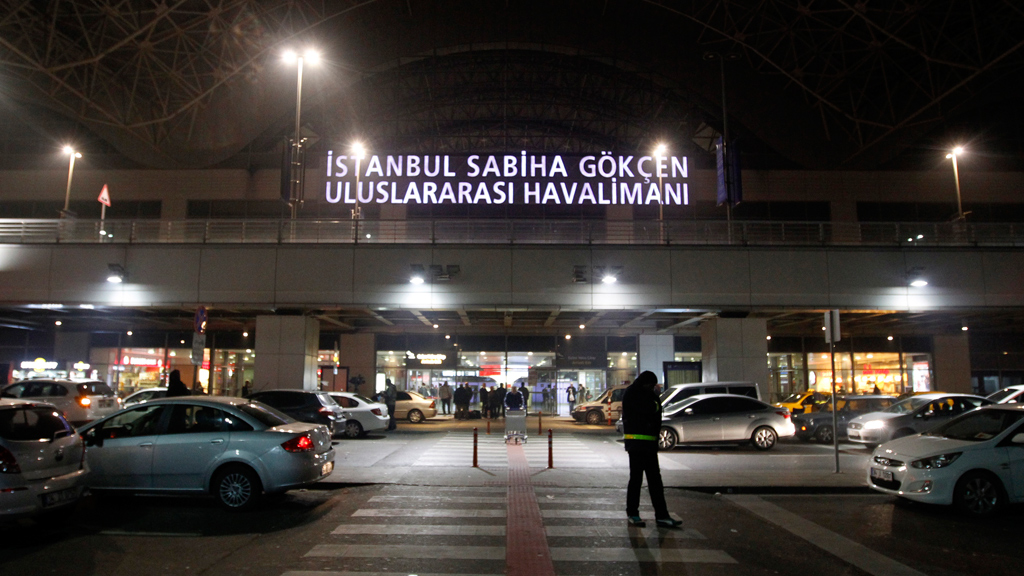 İSTANBUL SABİHA GÖKÇEN
ULUSLARARASI HAVALİMANI